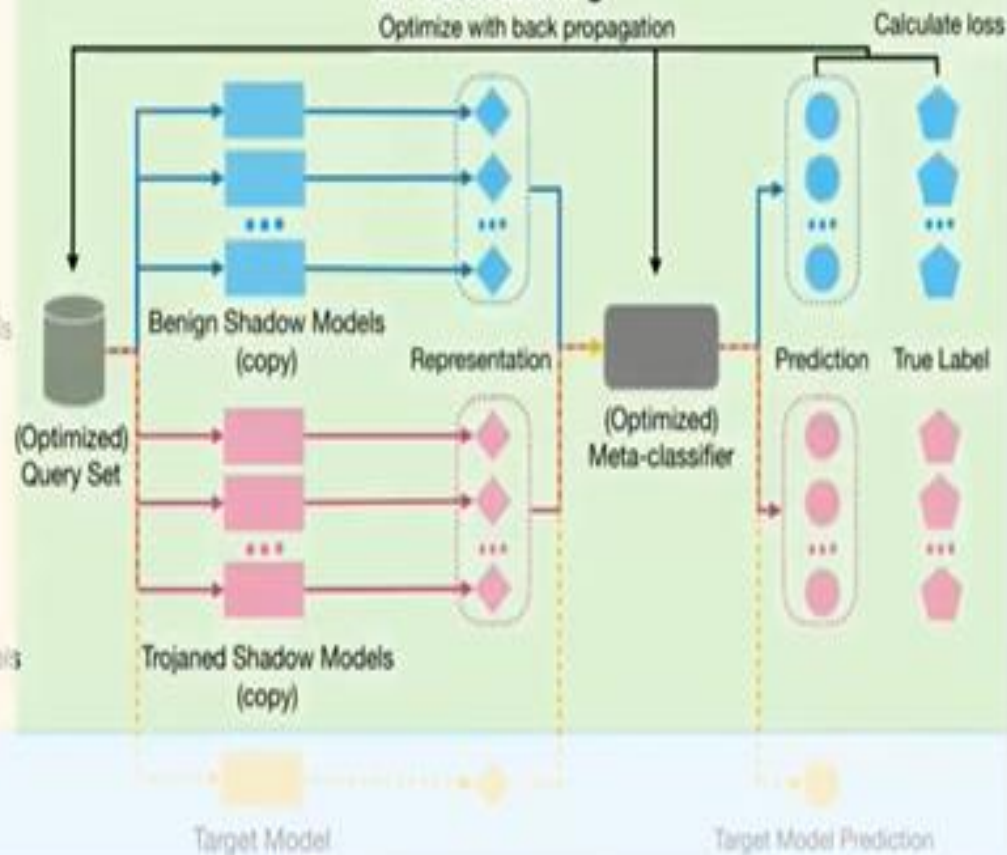 Optimize with back propagation
Calculate loss
Benign Shadow Models
(copy)
Representation
Prediction
True Label
(Optimized)
Query Set
(Optimized)
Meta-classifier
Trojaned Shadow Models
(copy)
Target Model
Target Model Prediction